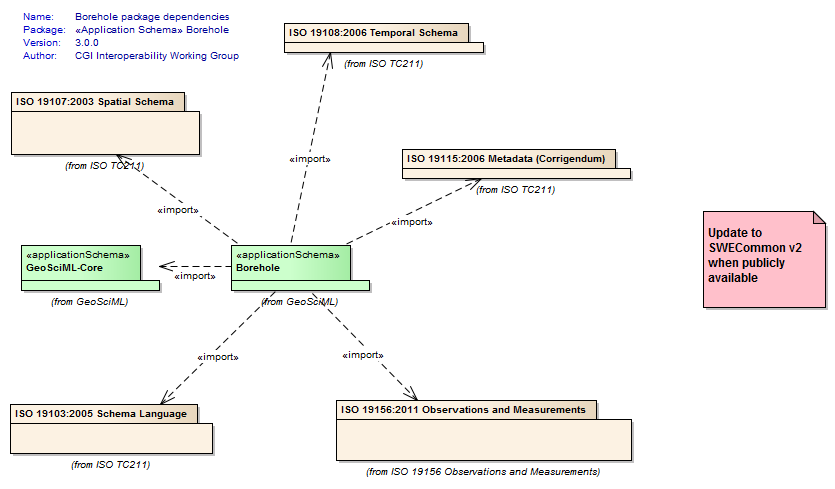 Name: Borehole package dependencies
Package: «Application Schema» Borehole
Version: 3.0.0
Author: CGI Interoperability Working Group
ISO 19108:2006 Temporal Schema
(from ISO TC211)
ISO 19107:2003 Spatial Schema
(from ISO TC211)
«import»
ISO 19115:2006 Metadata (Corrigendum)
(from ISO TC211)
«import»
«import»
Update to
SWECommon v2
when publicly
available
«applicationSchema»
GeoSciML-Core
(from GeoSciML)
«import»
«applicationSchema»
Borehole
(from GeoSciML)
«import»
«import»
ISO 19103:2005 Schema Language
(from ISO TC211)
ISO 19156:2011 Observations and Measurements
(from ISO 19156 Observations and Measurements)